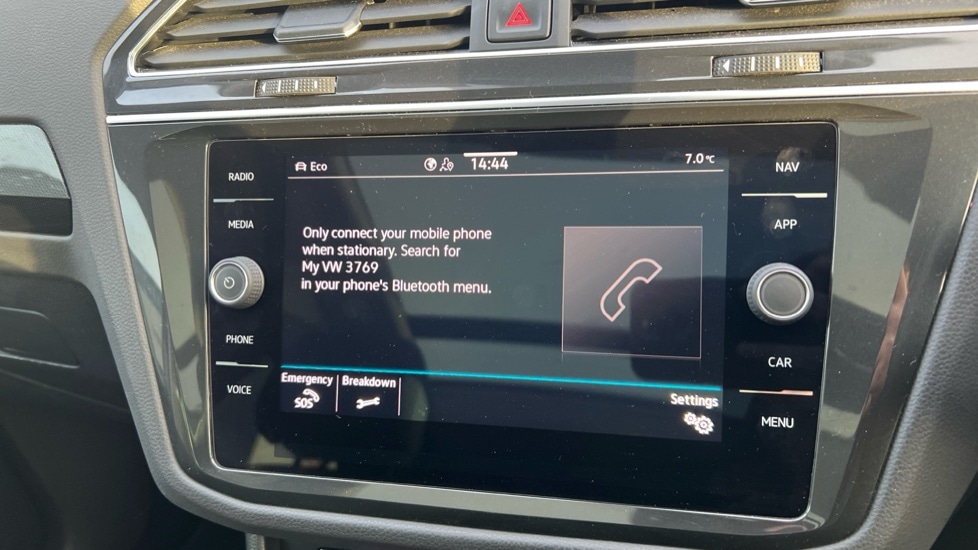 Eco 14:44 7.0°C
RADIO
MEDIA
PHONE
VOICE
Only connect your mobile phone
when stationary. Search for
My VW 3769
in your phone's Bluetooth menu.
Emergency
SOS
Breakdown
Settings
NAV
APP
CAR
MENU